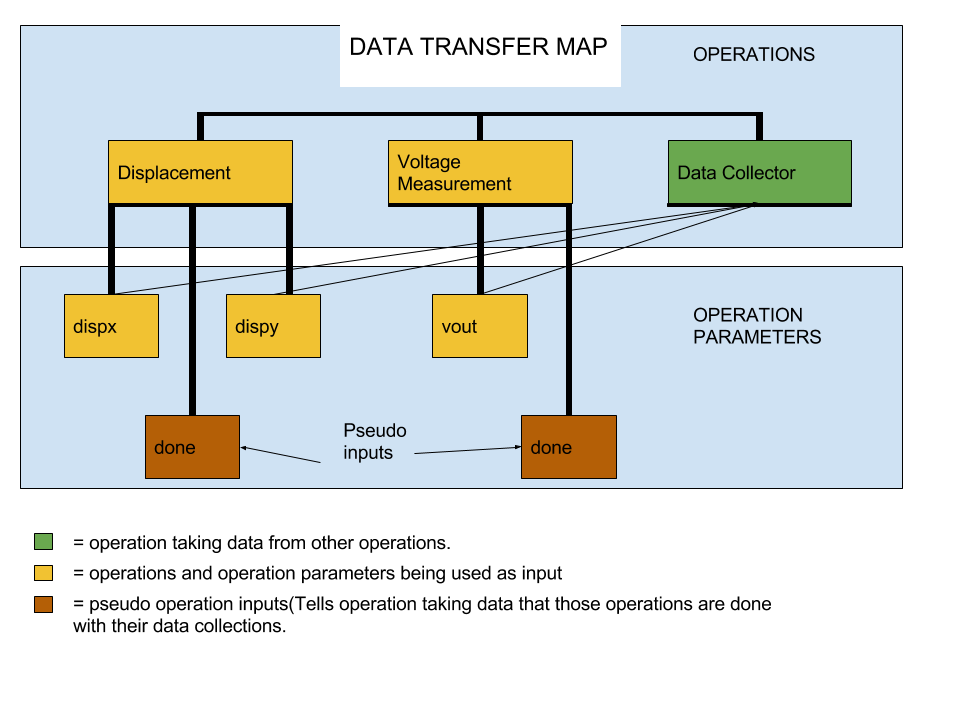 DATA TRANSFER MAP
OPERATIONS
Displacement
Voltage
Measurement
Data Collector
dispx
dispy
vout
OPERATION
PARAMETERS
done
Pseudo
inputs
done
= operation taking data from other operations.
= operations and operation parameters being used as input
= pseudo operation inputs(Tells operation taking data that those operations are done
with their data collections.